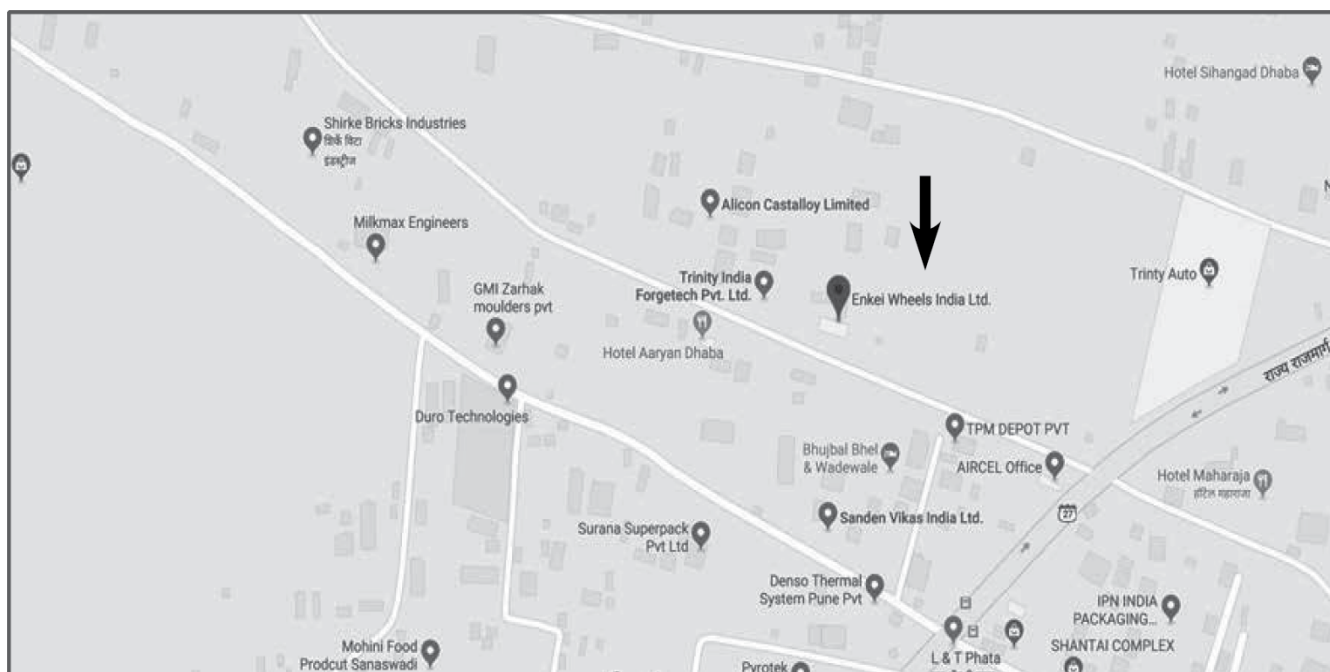 Hotel Sihangad Dhaba
Shirke Bricks Industries
शिर्के विटा
इंडस्ट्रीज
Alicon Castalloy Limited
Milkmax Engineers
Trinity India
Forgetech Pvt. Ltd.
Trinty Auto
GMI Zarhak
moulders pvt
Enkei Wheels India Ltd.
Hotel Aaryan Dhaba
राज्य राजमार्ग
Duro Technologies
TPM DEPOT PVT
Bhujbal Bhel
& Wadewale
AIRCEL Office
Hotel Maharaja
हॉटेल महाराजा
27
Sanden Vikas India Ltd.
Surana Superpack
Pvt Ltd
Denso Thermal
System Pune Pvt
IPN INDIA
PACKAGING...
SHANTAI COMPLEX
Mohini Food
Prodcut Sanaswadi
L & T Phata
Pyrotek